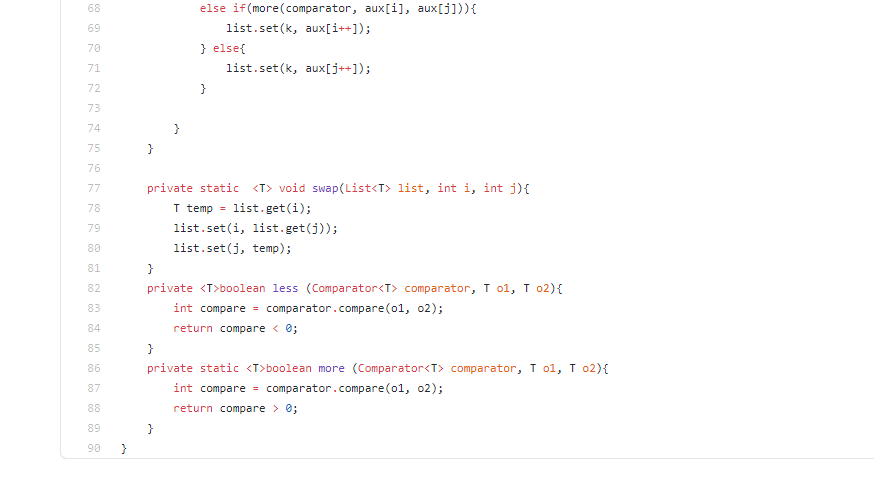 68 else if(more(comparator, aux[i], aux[j])){
69 list.set(k, aux[i++]);
70 } else{
71 list.set(k, aux[j++]);
72 }
73
74 }
75 }
76
77 private static  <T> void swap(List<T> list, int i, int j){
78 T temp = list.get(i);
79 list.set(i, list.get(j));
80 list.set(j, temp);
81 }
82 private <T>boolean less (Comparator<T> comparator, T o1, T o2){
83 int compare = comparator.compare(o1, o2);
84 return compare < 0;
85 }
86 private static <T>boolean more (Comparator<T> comparator, T o1, T o2){
87 int compare = comparator.compare(o1, o2);
88 return compare > 0;
89 }
90 }